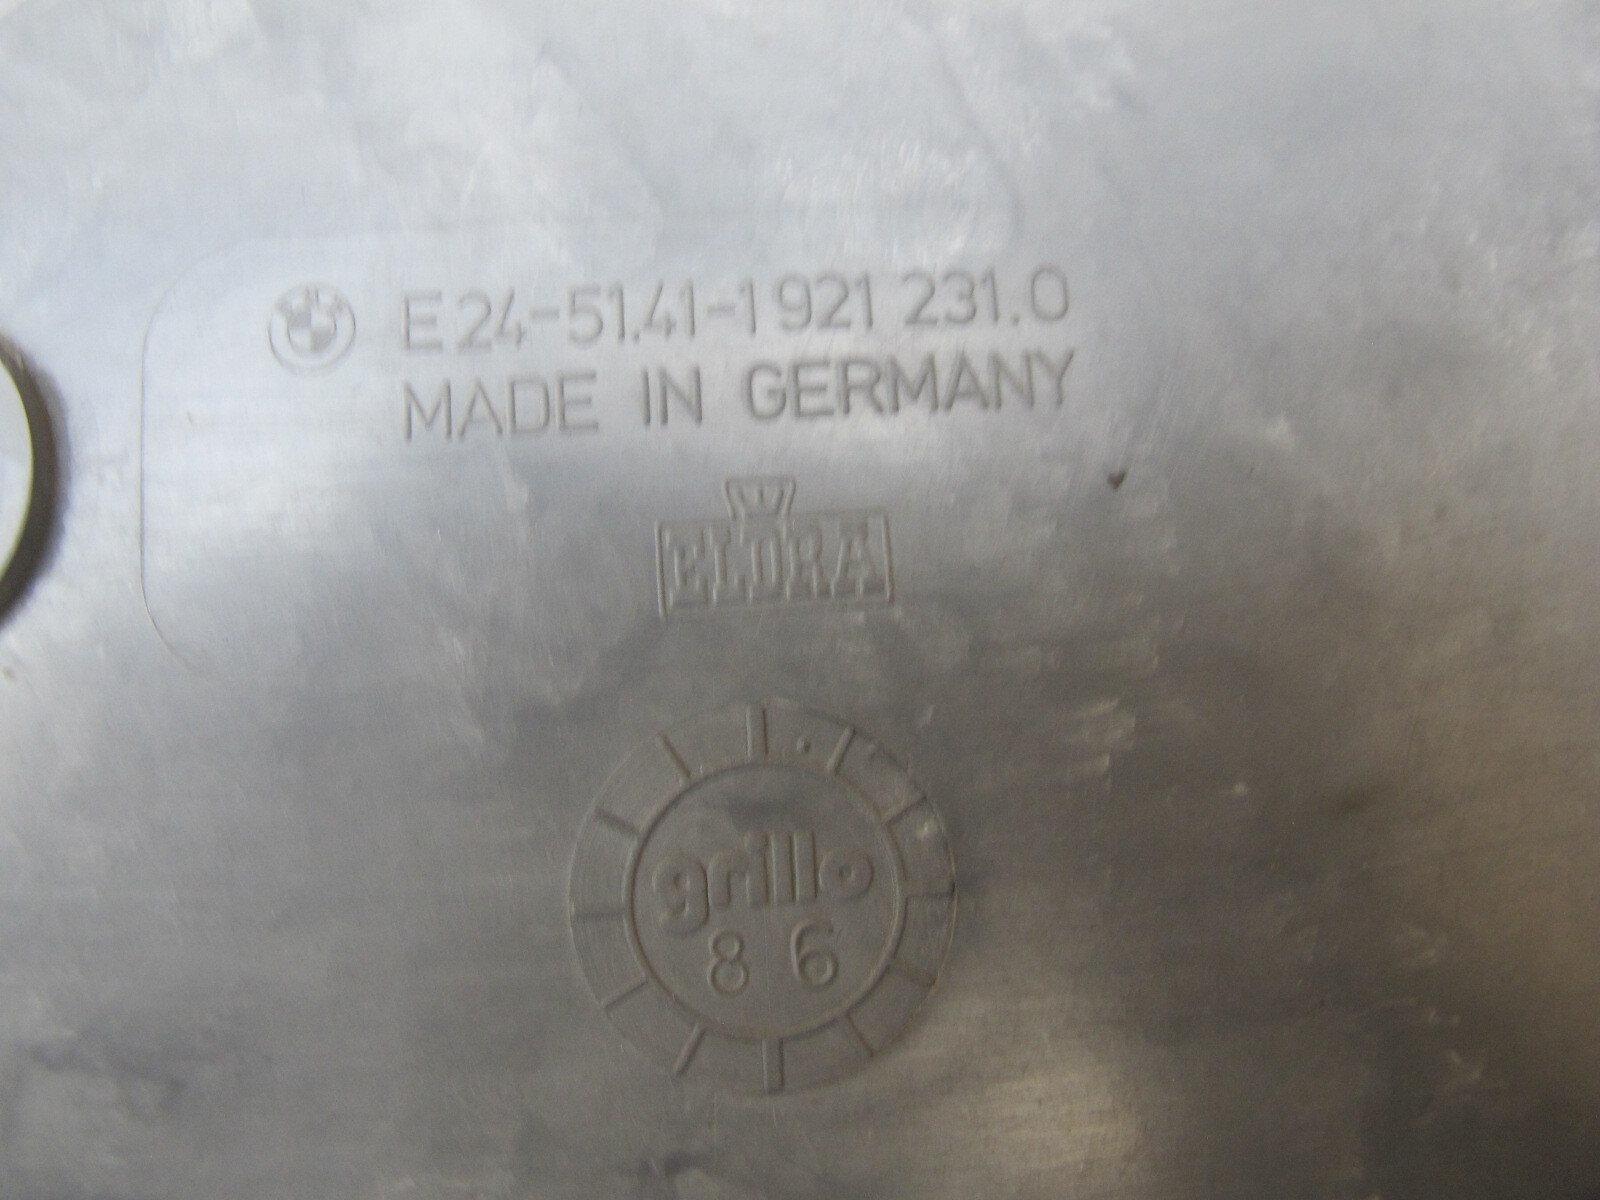 E24-51.41-1 921 231.0
MADE IN GERMANY
ELDRA
grillo
8 6